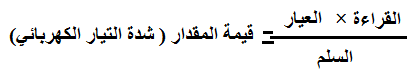 القراءة × العيار
السلم
= قيمة المقدار ( شدة التيار الكهربائي)